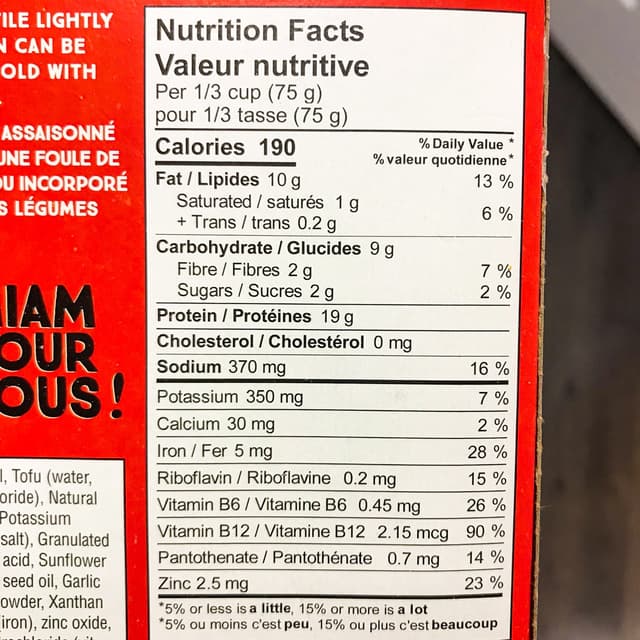 TILE LIGHTLY
CAN BE
OLD WITH
ASSAISONNÉ
UNE FOULE DE
OU INCORPORÉ
LÉGUMES
MIAM
OUR
OUS!
Tofu (water,
Natural
Potassium
salt), Granulated
acid, Sunflower
seed oil, Garlic
Xanthan
iron), zinc oxide,
Nutrition Facts
Valeur nutritive
Per 1/3 cup (75 g)
pour 1/3 tasse (75 g)
Calories 190
% Daily Value *
% valeur quotidienne*
Fat / Lipides 10 g 13 %
Saturated / saturés 1 g
+ Trans / trans 0.2 g 6 %
Carbohydrate / Glucides 9 g
Fibre / Fibres 2 g 7 %
Sugars / Sucres 2 g 2 %
Protein / Protéines 19 g
Cholesterol / Cholestérol 0 mg
Sodium 370 mg 16 %
Potassium 350 mg 7 %
Calcium 30 mg 2 %
Iron / Fer 5 mg 28 %
Riboflavin / Riboflavine 0.2 mg 15 %
Vitamin B6 / Vitamine B6 0.45 mg 26 %
Vitamin B12 / Vitamine B12 2.15 mcg 90 %
Pantothenate / Pantothénate 0.7 mg 14 %
Zinc 2.5 mg 23 %
*5% or less is a little, 15% or more is a lot
*5% ou moins c'est peu, 15% ou plus c'est beaucoup